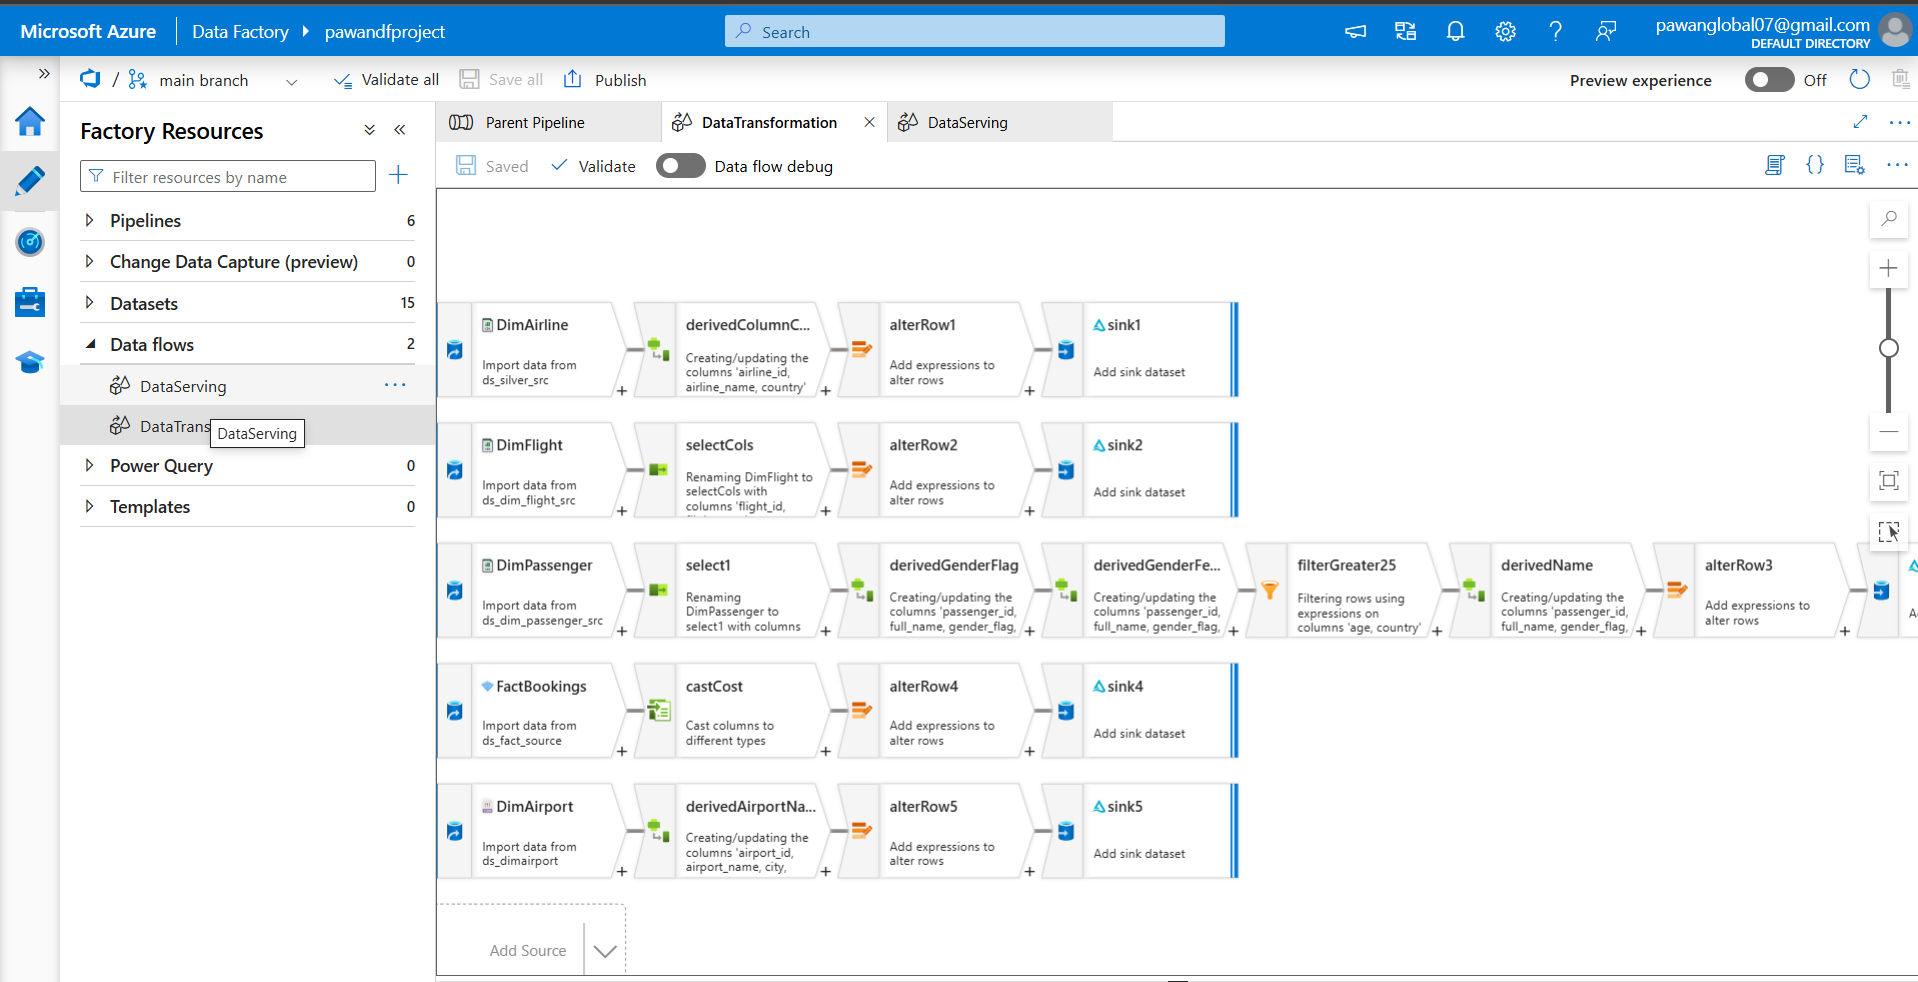 Microsoft Azure
Data Factory
pawandfproject
Search
pawanglobal07@gmail.com
DEFAULT DIRECTORY
/ main branch
Validate all
Save all
Publish
Preview experience
Off
Factory Resources
Filter resources by name
Pipelines 6
Change Data Capture (preview) 0
Datasets 15
Data flows 2
DataServing
DataTrans
DataServing
Power Query 0
Templates 0
Parent Pipeline
DataTransformation
DataServing
Saved
Validate
Data flow debug
DimAirline
Import data from
ds_silver_src
derivedColumnC...
Creating/updating the
columns 'airline_id,
airline_name, country'
alterRow1
Add expressions to
alter rows
sink1
Add sink dataset
DimFlight
Import data from
ds_dim_flight_src
selectCols
Renaming DimFlight to
selectCols with
columns 'flight_id,
alterRow2
Add expressions to
alter rows
sink2
Add sink dataset
DimPassenger
Import data from
ds_dim_passenger_src
select1
Renaming
DimPassenger to
select1 with columns
derivedGenderFlag
Creating/updating the
columns 'passenger_id,
full_name, gender_flag,
derivedGenderFe...
Creating/updating the
columns 'passenger_id,
full_name, gender_flag,
filterGreater25
Filtering rows using
expressions on
columns 'age, country'
derivedName
Creating/updating the
columns 'passenger_id,
full_name, gender_flag,
alterRow3
Add expressions to
alter rows
FactBookings
Import data from
ds_fact_source
castCost
Cast columns to
different types
alterRow4
Add expressions to
alter rows
sink4
Add sink dataset
DimAirport
Import data from
ds_dimairport
derivedAirportNa...
Creating/updating the
columns 'airport_id,
airport_name, city,
alterRow5
Add expressions to
alter rows
sink5
Add sink dataset
Add Source